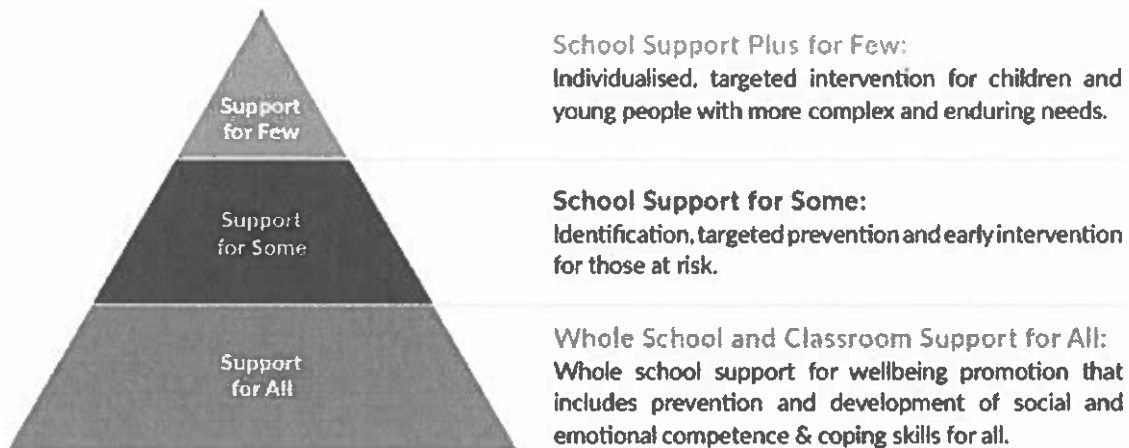 Support
for Few
School Support Plus for Few:
Individualised, targeted intervention for children and
young people with more complex and enduring needs.
Support
for Some
School Support for Some:
Identification, targeted prevention and early intervention
for those at risk.
Support
for All
Whole School and Classroom Support for All:
Whole school support for wellbeing promotion that
includes prevention and development of social and
emotional competence & coping skills for all.